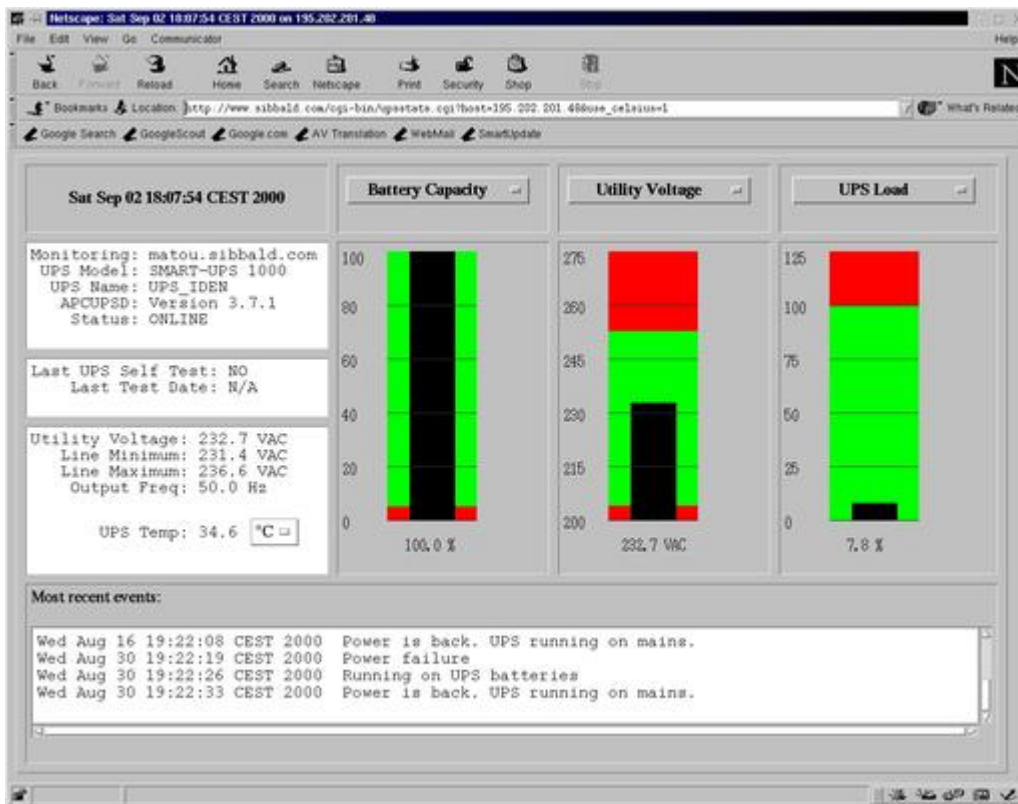 Netscape: Sat Sep 02 18:07:54 CEST 2000 on 195.202.201.48
File Edit View Go Communicator Help
Back Forward Reload Home Search Netscape Print Security Shop Stop
N
Bookmarks Location: http://www.sibbald.com/cgi-bin/upsstats.cgi?host=195.202.201.48&use_celsius=1 What's Related
Google Search GoogleScout Google.com AV Translation WebMail SmartUpdate
Sat Sep 02 18:07:54 CEST 2000
Battery Capacity
Utility Voltage
UPS Load
Monitoring: matou.sibbald.com
UPS Model: SMART-UPS 1000
UPS Name: UPS_IDEN
APCUPSD: Version 3.7.1
Status: ONLINE
Last UPS Self Test: NO
Last Test Date: N/A
Utility Voltage: 232.7 VAC
Line Minimum: 231.4 VAC
Line Maximum: 236.6 VAC
Output Freq: 50.0 Hz
UPS Temp: 34.6 °C
100
80
60
40
20
0
100.0 %
275
260
245
230
215
200
232.7 VAC
125
100
75
50
25
0
7.8 %
Most recent events:
Wed Aug 16 19:22:08 CEST 2000 Power is back. UPS running on mains.
Wed Aug 30 19:22:19 CEST 2000 Power failure
Wed Aug 30 19:22:26 CEST 2000 Running on UPS batteries
Wed Aug 30 19:22:33 CEST 2000 Power is back. UPS running on mains.